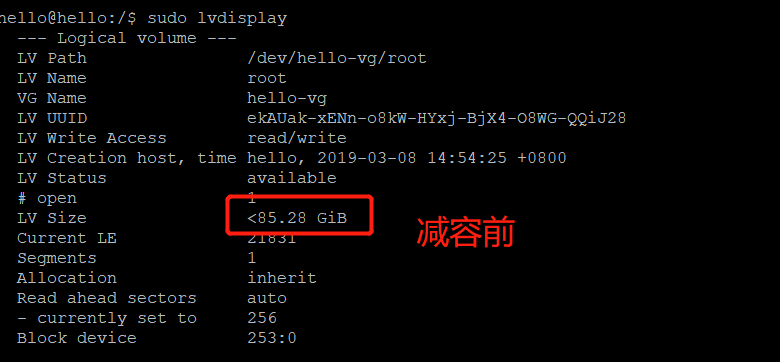 hello@hello:/$ sudo lvdisplay
--- Logical volume ---
LV Path                /dev/hello-vg/root
LV Name                root
VG Name                hello-vg
LV UUID                ekAUak-xENn-o8kW-HYxj-BjX4-O8WG-QQiJ28
LV Write Access        read/write
LV Creation host, time hello, 2019-03-08 14:54:25 +0800
LV Status              available
# open                 1
LV Size                <85.28 GiB
减容前
Current LE             21831
Segments               1
Allocation             inherit
Read ahead sectors     auto
- currently set to     256
Block device           253:0